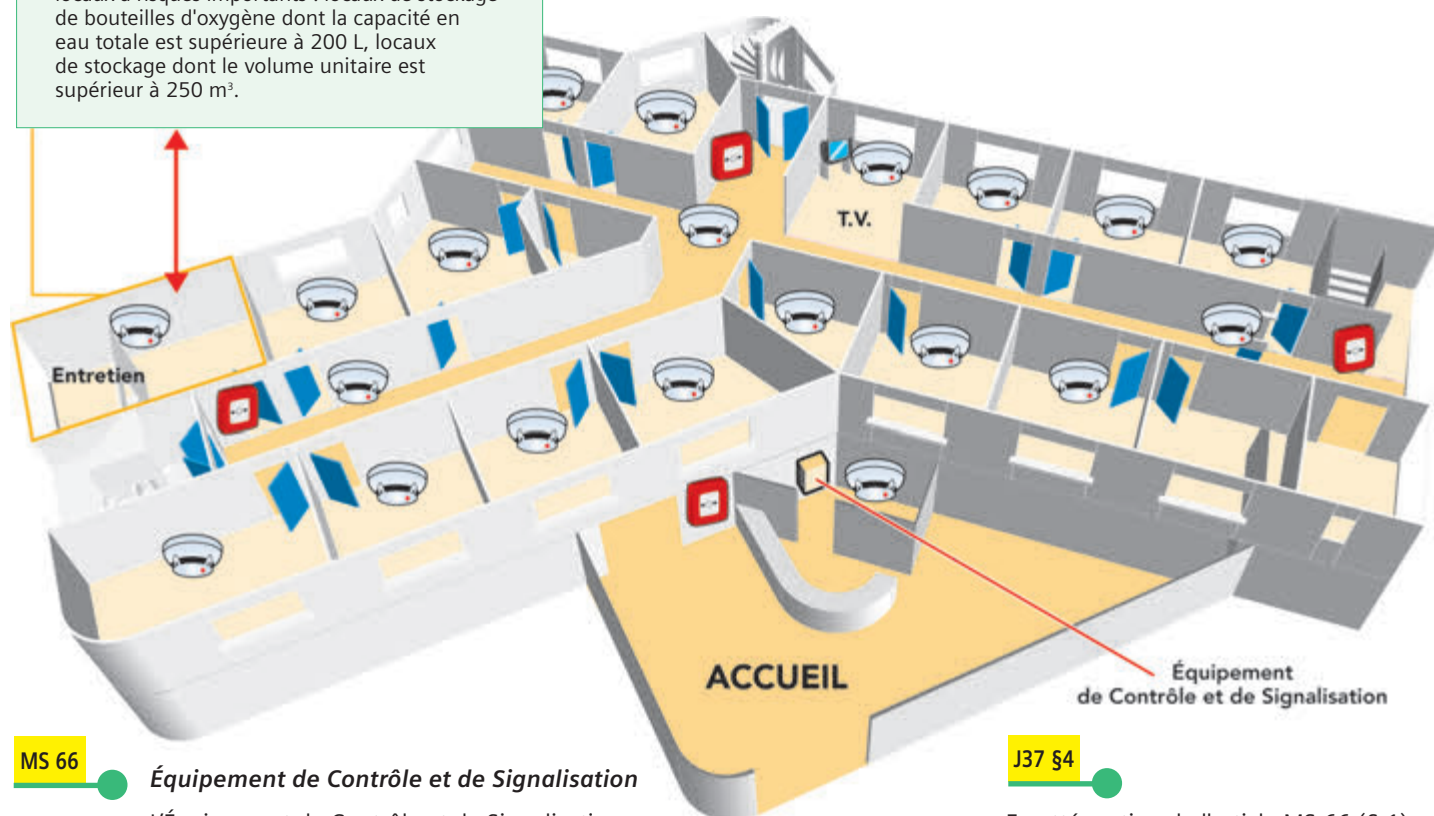 de bouteilles d'oxygène dont la capacité en
eau totale est supérieure à 200 L, locaux
de stockage dont le volume unitaire est
supérieur à 250 m³.
T.V.
Entretien
ACCUEIL
Équipement
de Contrôle et de Signalisation
MS 66
Équipement de Contrôle et de Signalisation
J37 §4